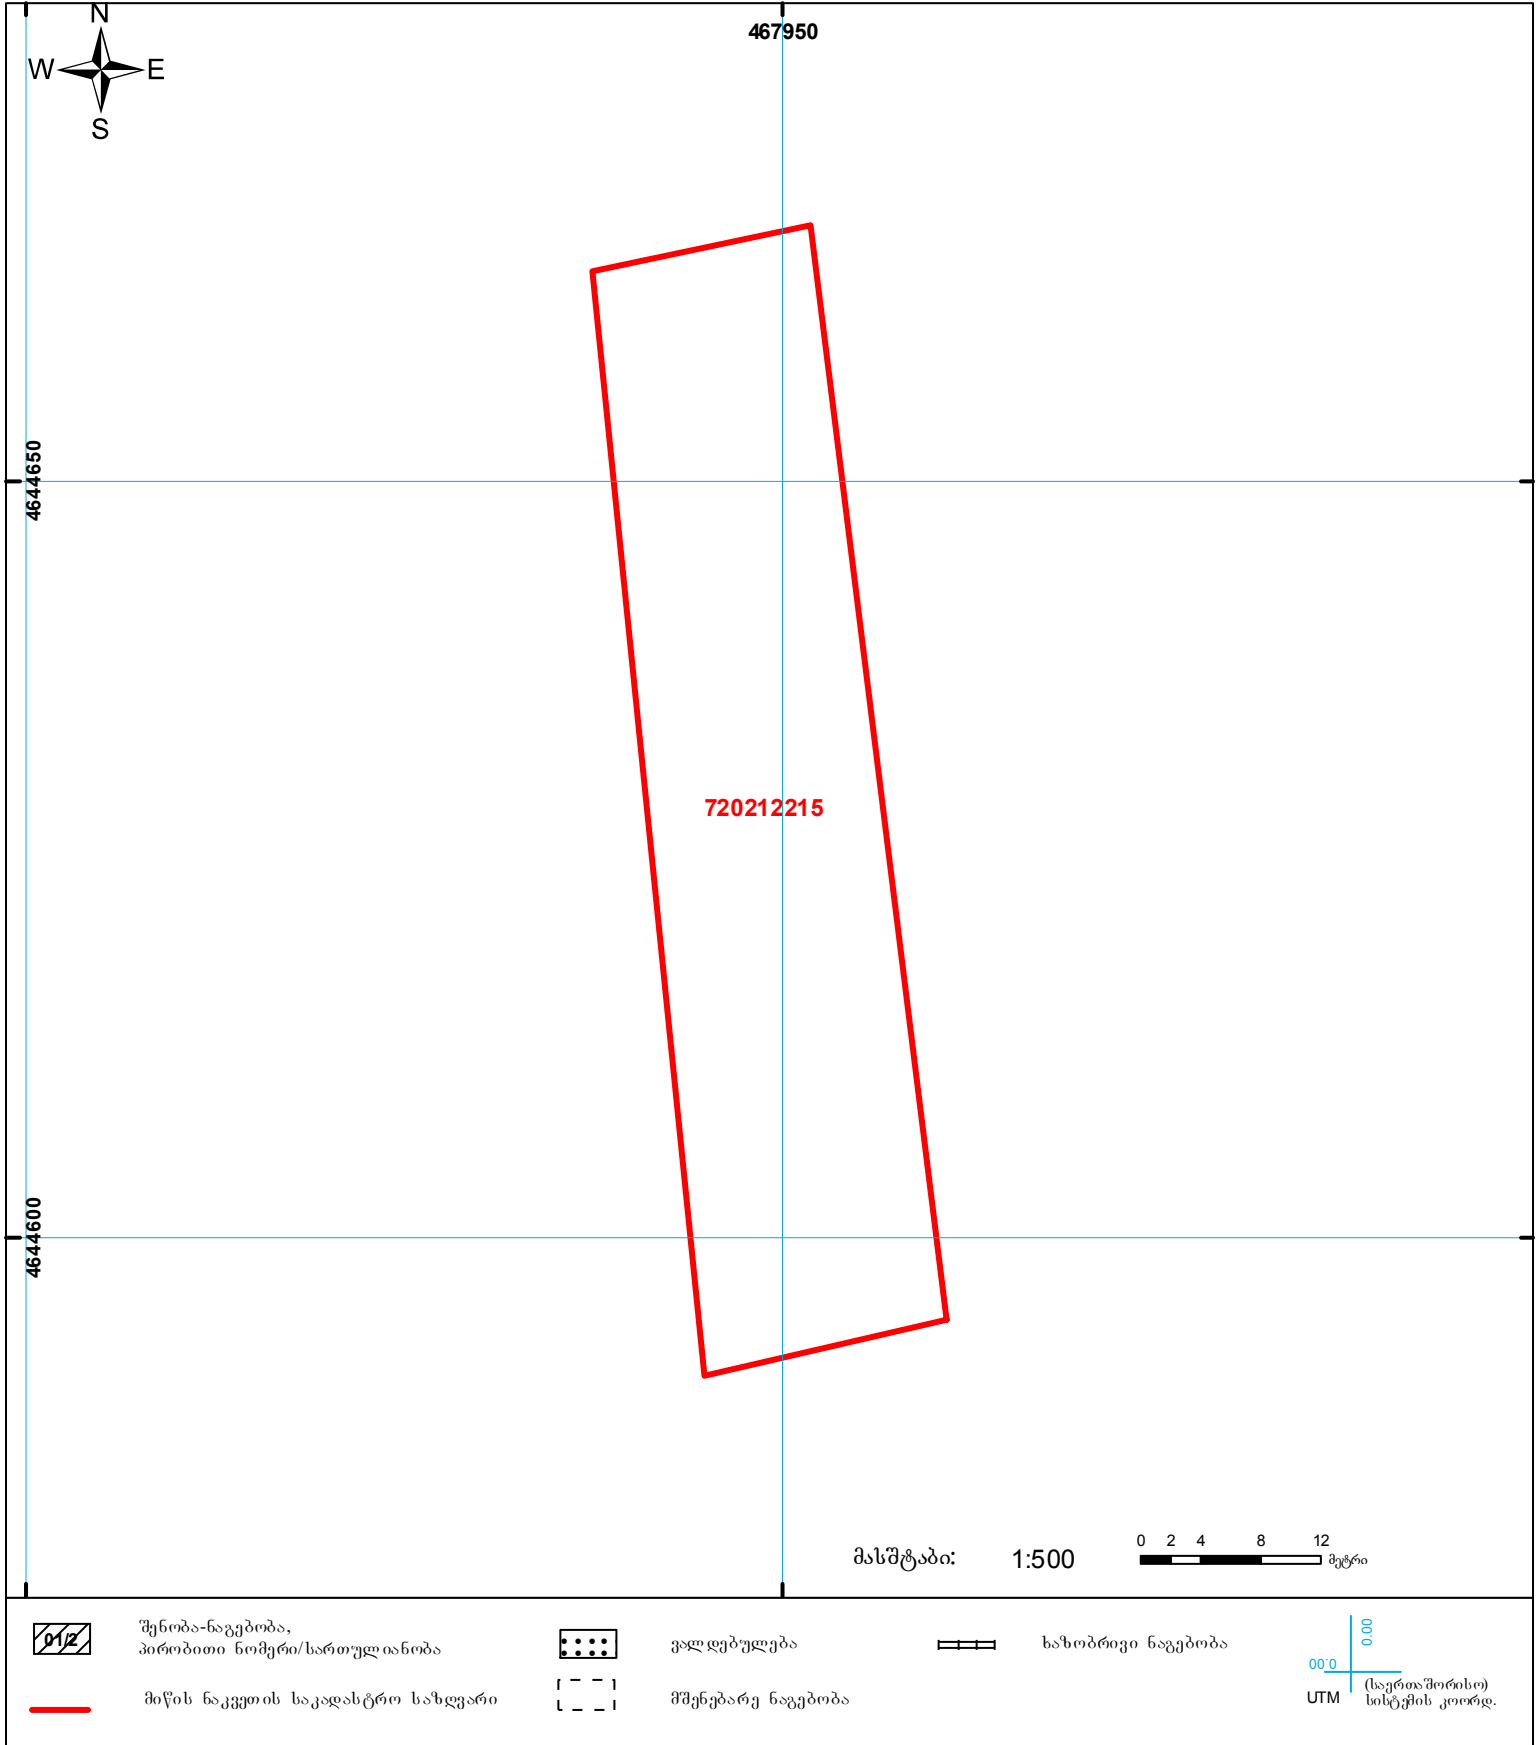 N
W E
S
467950
4644650
720212215
4644600
მასშტაბი: 1:500
0 2 4 8 12
მეტრი
01/2
შენობა-ნაგებობა,
პირობითი ნომერი/სართულიანობა
ვალდებულება
ხაზობრივი ნაგებობა
მიწის ნაკვეთის საკადასტრო საზღვარი
მშენებარე ნაგებობა
00.0
00.0
UTM
(საერთაშორისო)
სისტემის კოორდ.